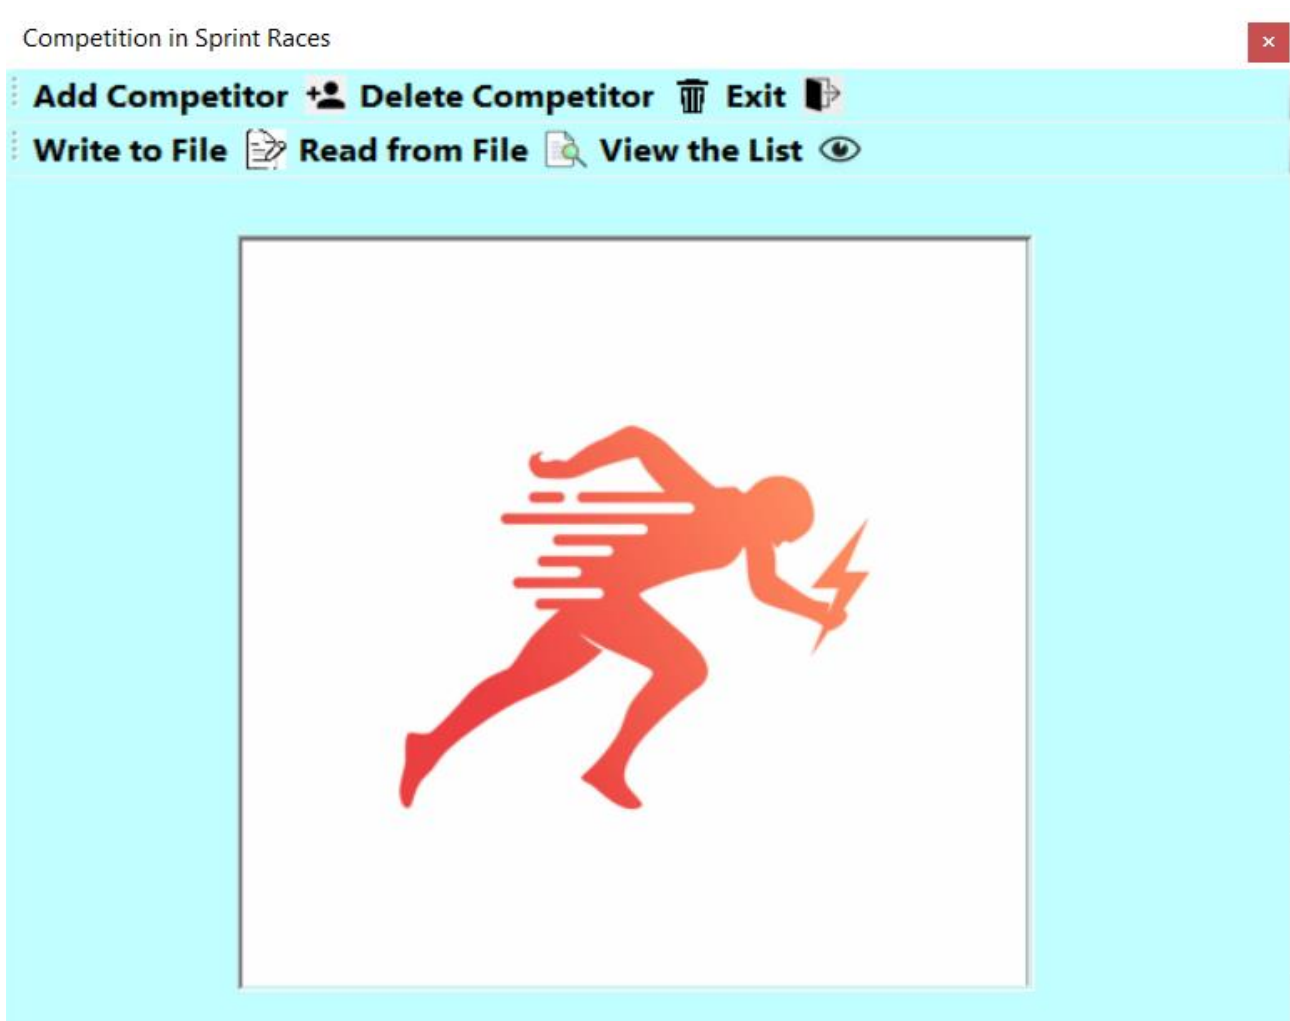 Competition in Sprint Races
Add Competitor Delete Competitor Exit
Write to File Read from File View the List